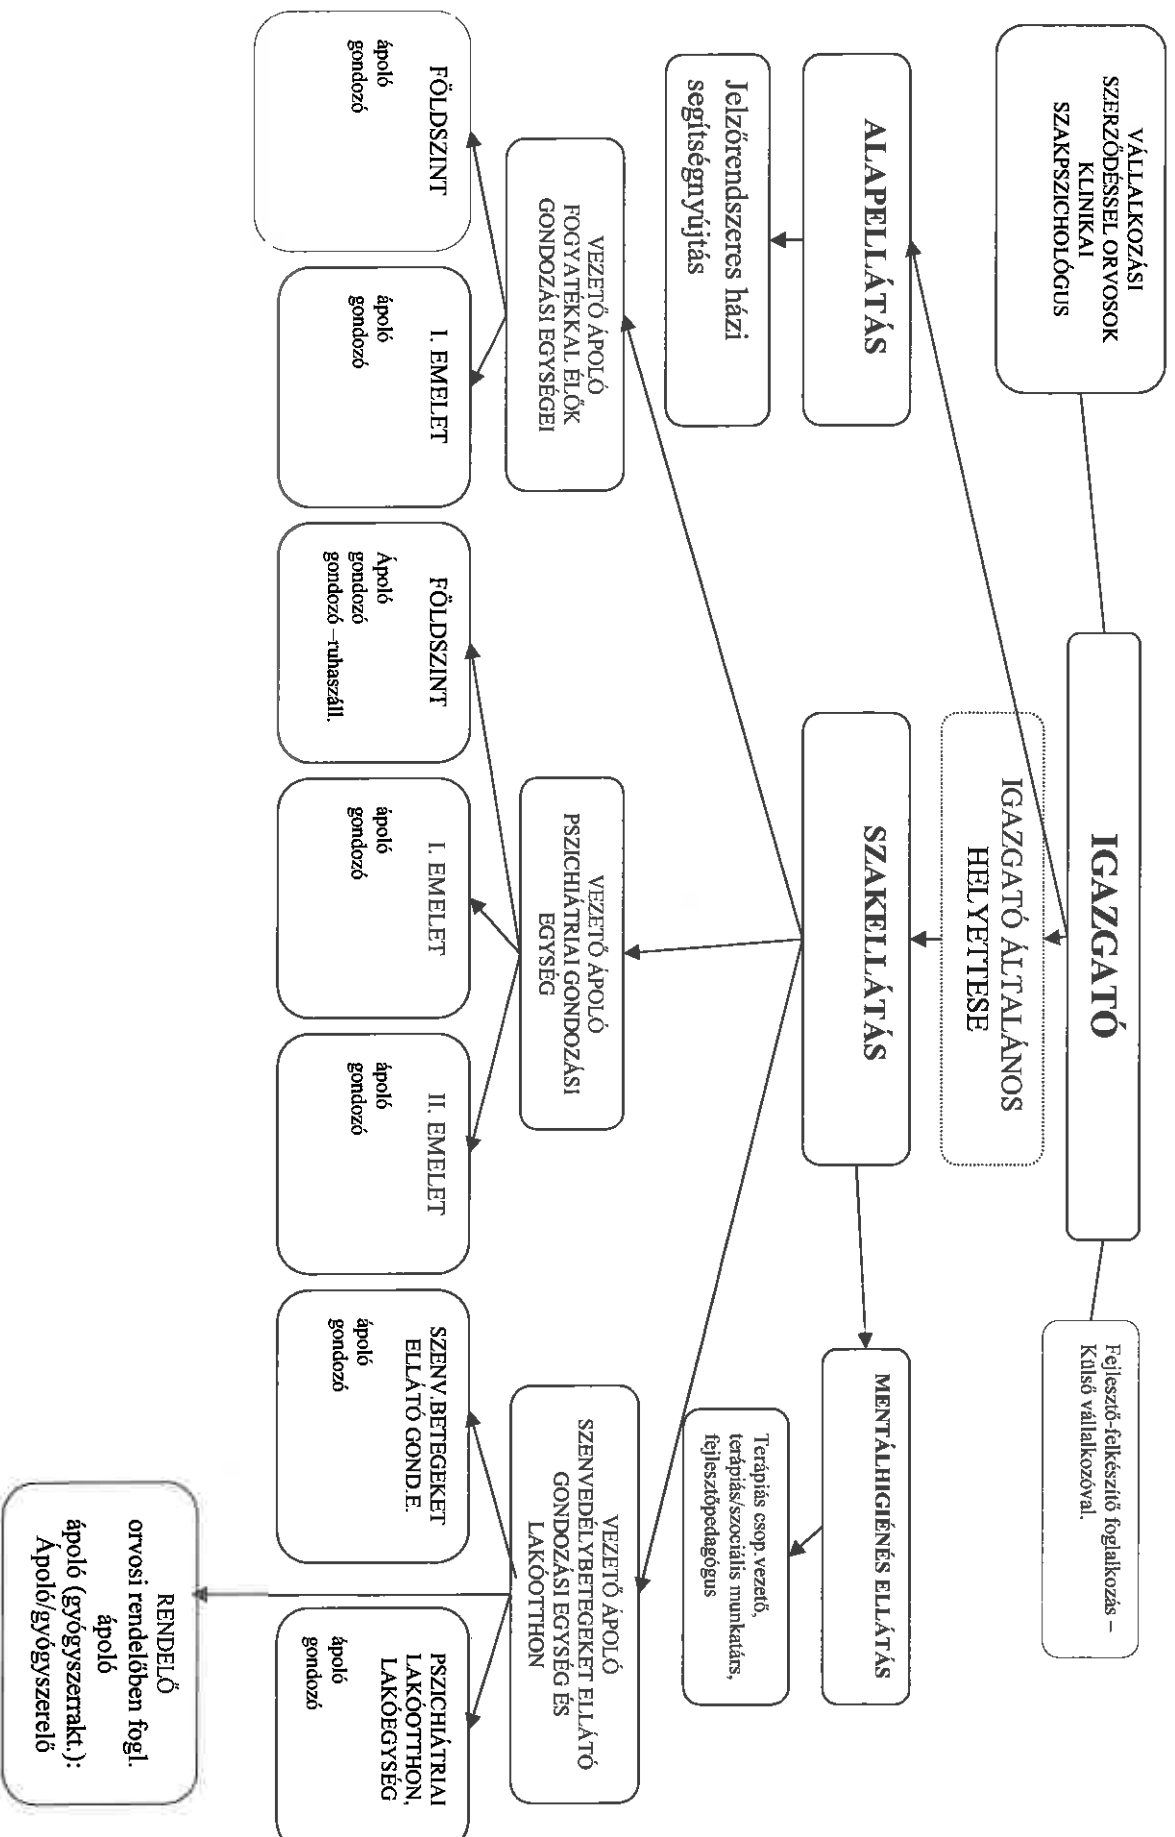 VÁLLALKOZÁSI
SZERZŐDÉSSEL ORVOSOK
KLINIKAI
SZAKPSZICHOLÓGUS
IGAZGATÓ
Fejlesztő-felkészítő foglalkozás –
Külső vállalkozóval.
IGAZGATÓ ÁLTALÁNOS
HELYETTESE
ALAPELLÁTÁS
SZAKELLÁTÁS
MENTÁLHIGIÉNÉS ELLÁTÁS
Jelzőrendszeres házi
segítségnyújtás
Terápiás csop.vezető,
terápiás/szociális munkatárs,
fejlesztőpedagógus
VEZETŐ ÁPOLÓ
FOGYATÉKKAL ÉLŐK
GONDOZÁSI EGYSÉGEI
VEZETŐ ÁPOLÓ
PSZICHIÁTRIAI GONDOZÁSI
EGYSÉG
VEZETŐ ÁPOLÓ
SZENVEDÉLYBETEGEKET ELLÁTÓ
GONDOZÁSI EGYSÉG ÉS
LAKÓOTTHON
FÖLDSZINT
ápoló
gondozó
I. EMELET
ápoló
gondozó
FÖLDSZINT
Ápoló
gondozó
gondozó –ruhaszáll.
I. EMELET
ápoló
gondozó
II. EMELET
ápoló
gondozó
SZENV.BETEGEKET
ELLÁTÓ GOND.E.
ápoló
gondozó
PSZICHIÁTRIAI
LAKÓOTTHON,
LAKÓEGYSÉG
ápoló
gondozó
RENDELŐ
orvosi rendelőben fogl.
ápoló
ápoló (gyógyszerrakt.):
Ápoló/gyógyszerelő